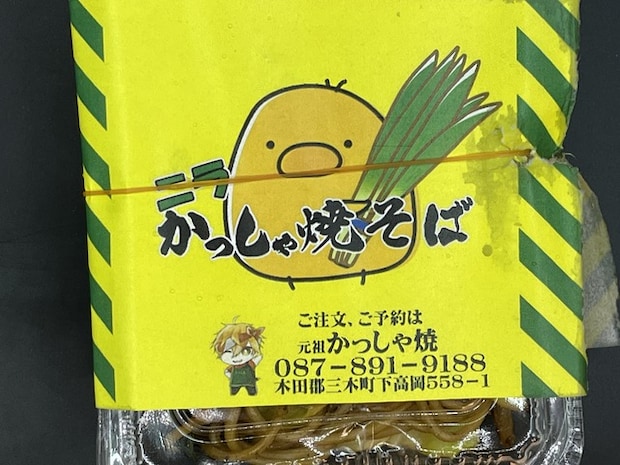 ニラ
かっしゃ焼そば
ご注文、ご予約は
元祖かっしゃ焼
087-891-9188
木田郡三木町下高岡558-1